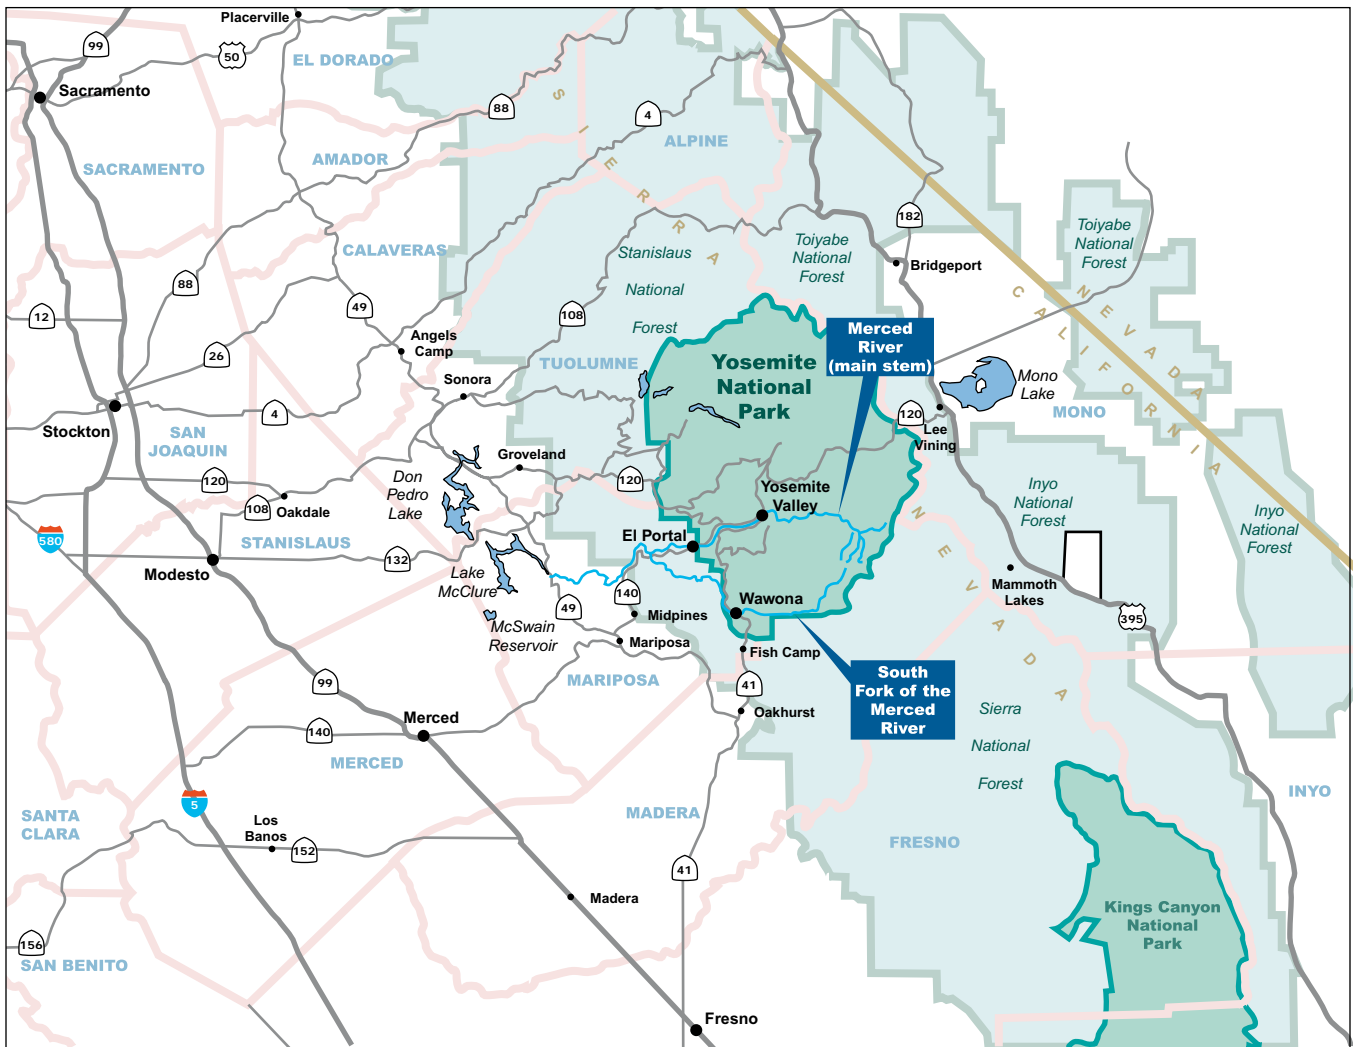 Placerville
99
50
EL DORADO
Sacramento
88
4
S I E R R A
ALPINE
AMADOR
SACRAMENTO
182
Toiyabe
National
Forest
CALAVERAS
Stanislaus
National
Forest
Toiyabe
National
Forest
Bridgeport
88
49
12
108
C A L I F O R N I A
N E V A D A
26
Angels
Camp
TUOLUMNE
Merced
River
(main stem)
Yosemite
National
Park
Sonora
Mono
Lake
MONO
4
120
Lee
Vining
Stockton
SAN
JOAQUIN
Groveland
120
120
Don
Pedro
Lake
Yosemite
Valley
Inyo
National
Forest
Inyo
National
Forest
108
Oakdale
580
STANISLAUS
El Portal
N E V A D A
132
Modesto
Lake
McClure
Mammoth
Lakes
140
49
Wawona
395
McSwain
Reservoir
Midpines
Mariposa
Fish Camp
MARIPOSA
99
41
South
Fork of the
Merced
River
Oakhurst
Sierra
National
Forest
Merced
140
MERCED
INYO
5
SANTA
CLARA
MADERA
Los
Banos
152
FRESNO
41
Madera
Kings Canyon
National
Park
156
SAN BENITO
Fresno